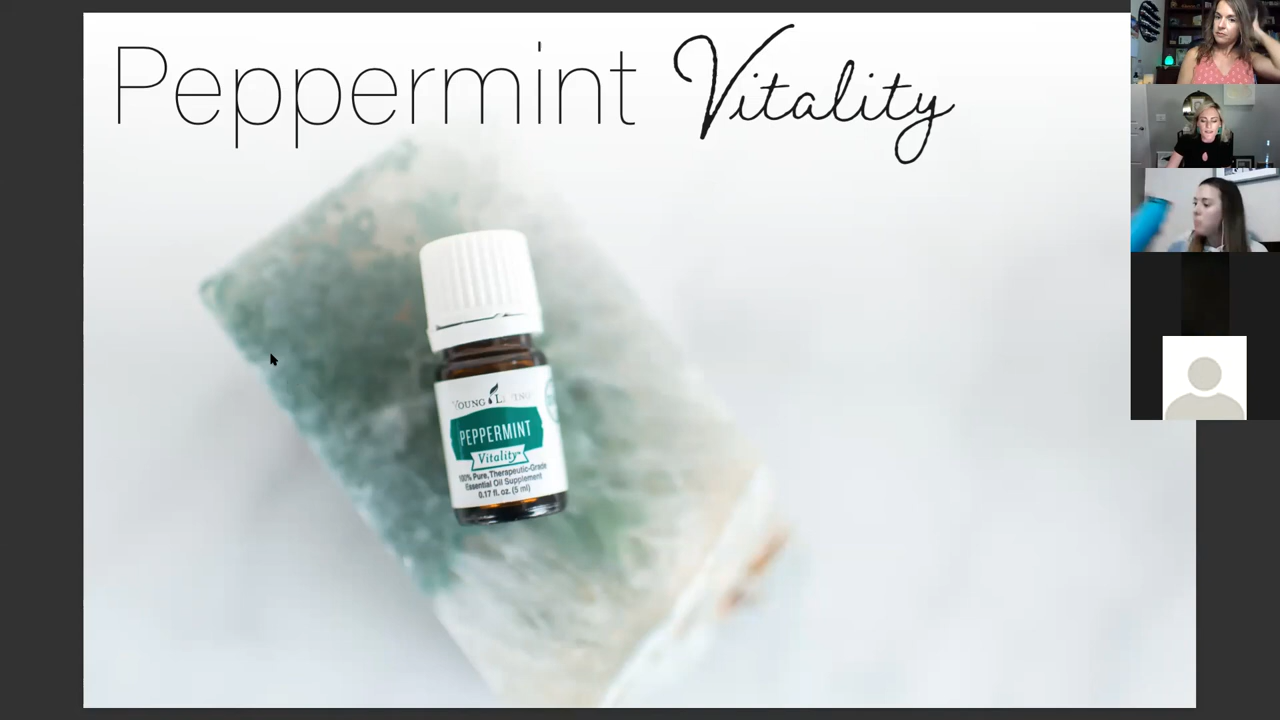 Peppermint Vitality
YOUNG LIVING
PEPPERMINT
Vitality
100% Pure, Therapeutic-Grade
Essential Oil Supplement
0.17 fl. oz. (5 ml)